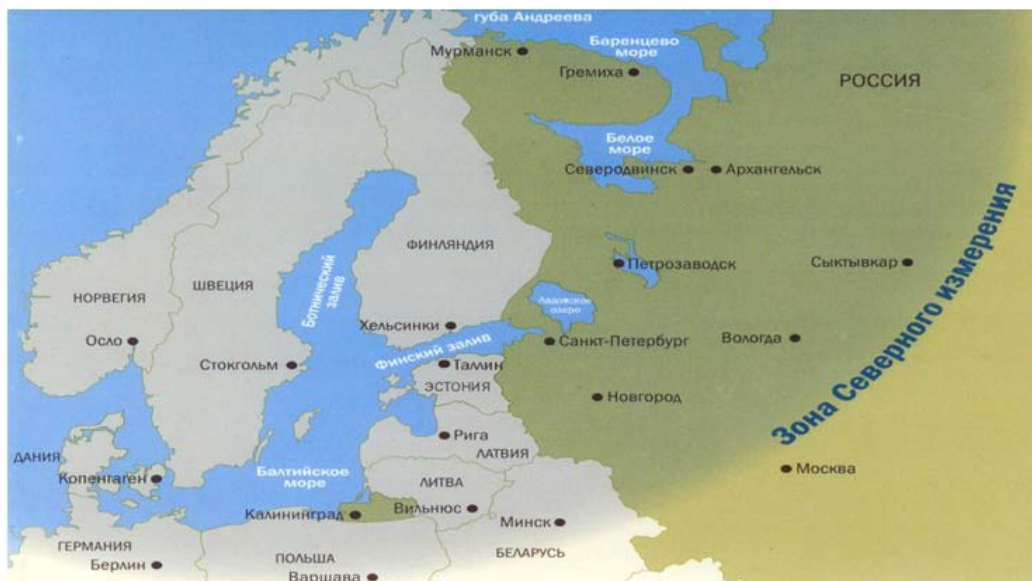 губа Андреева
Мурманск
Баренцево
море
Гремиха
РОССИЯ
Белое
море
Северодвинск
Архангельск
ФИНЛЯНДИЯ
Петрозаводск
Сыктывкар
Ботнический
залив
НОРВЕГИЯ
ШВЕЦИЯ
Ладожское
озеро
Хельсинки
Осло
Финский залив
Санкт-Петербург
Вологда
Зона Северного измерения
Стокгольм
Таллин
ЭСТОНИЯ
Новгород
Рига
ЛАТВИЯ
ДАНИЯ
Копенгаген
Балтийское
море
ЛИТВА
Москва
Калининград
Вильнюс
Минск
ГЕРМАНИЯ
ПОЛЬША
БЕЛАРУСЬ
Берлин
Варшава